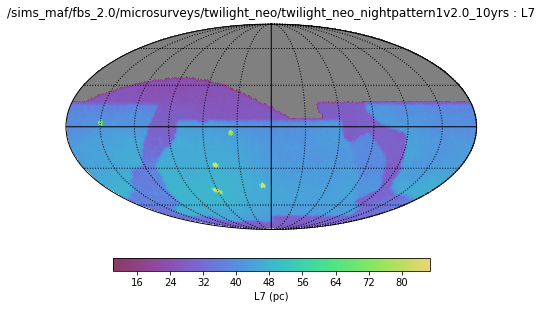 /sims_maf/fbs_2.0/microsurveys/twilight_neo/twilight_neo_nightpattern1v2.0_10yrs : L7
16 24 32 40 48 56 64 72 80
L7 (pc)